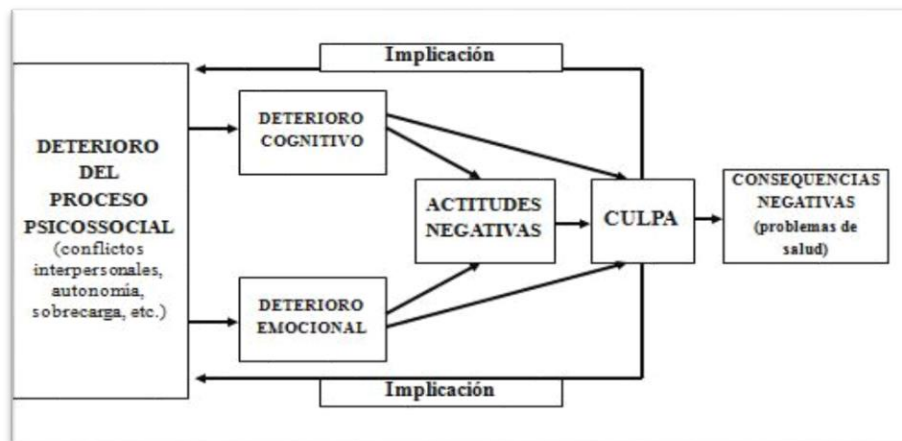 Implicación
DETERIORO
DEL
PROCESO
PSICOSSOCIAL
(conflictos
interpersonales,
autonomía,
sobrecarga, etc.)
DETERIORO
COGNITIVO
DETERIORO
EMOCIONAL
ACTITUDES
NEGATIVAS
CULPA
CONSEQUENCIAS
NEGATIVAS
(problemas de
salud)
Implicación